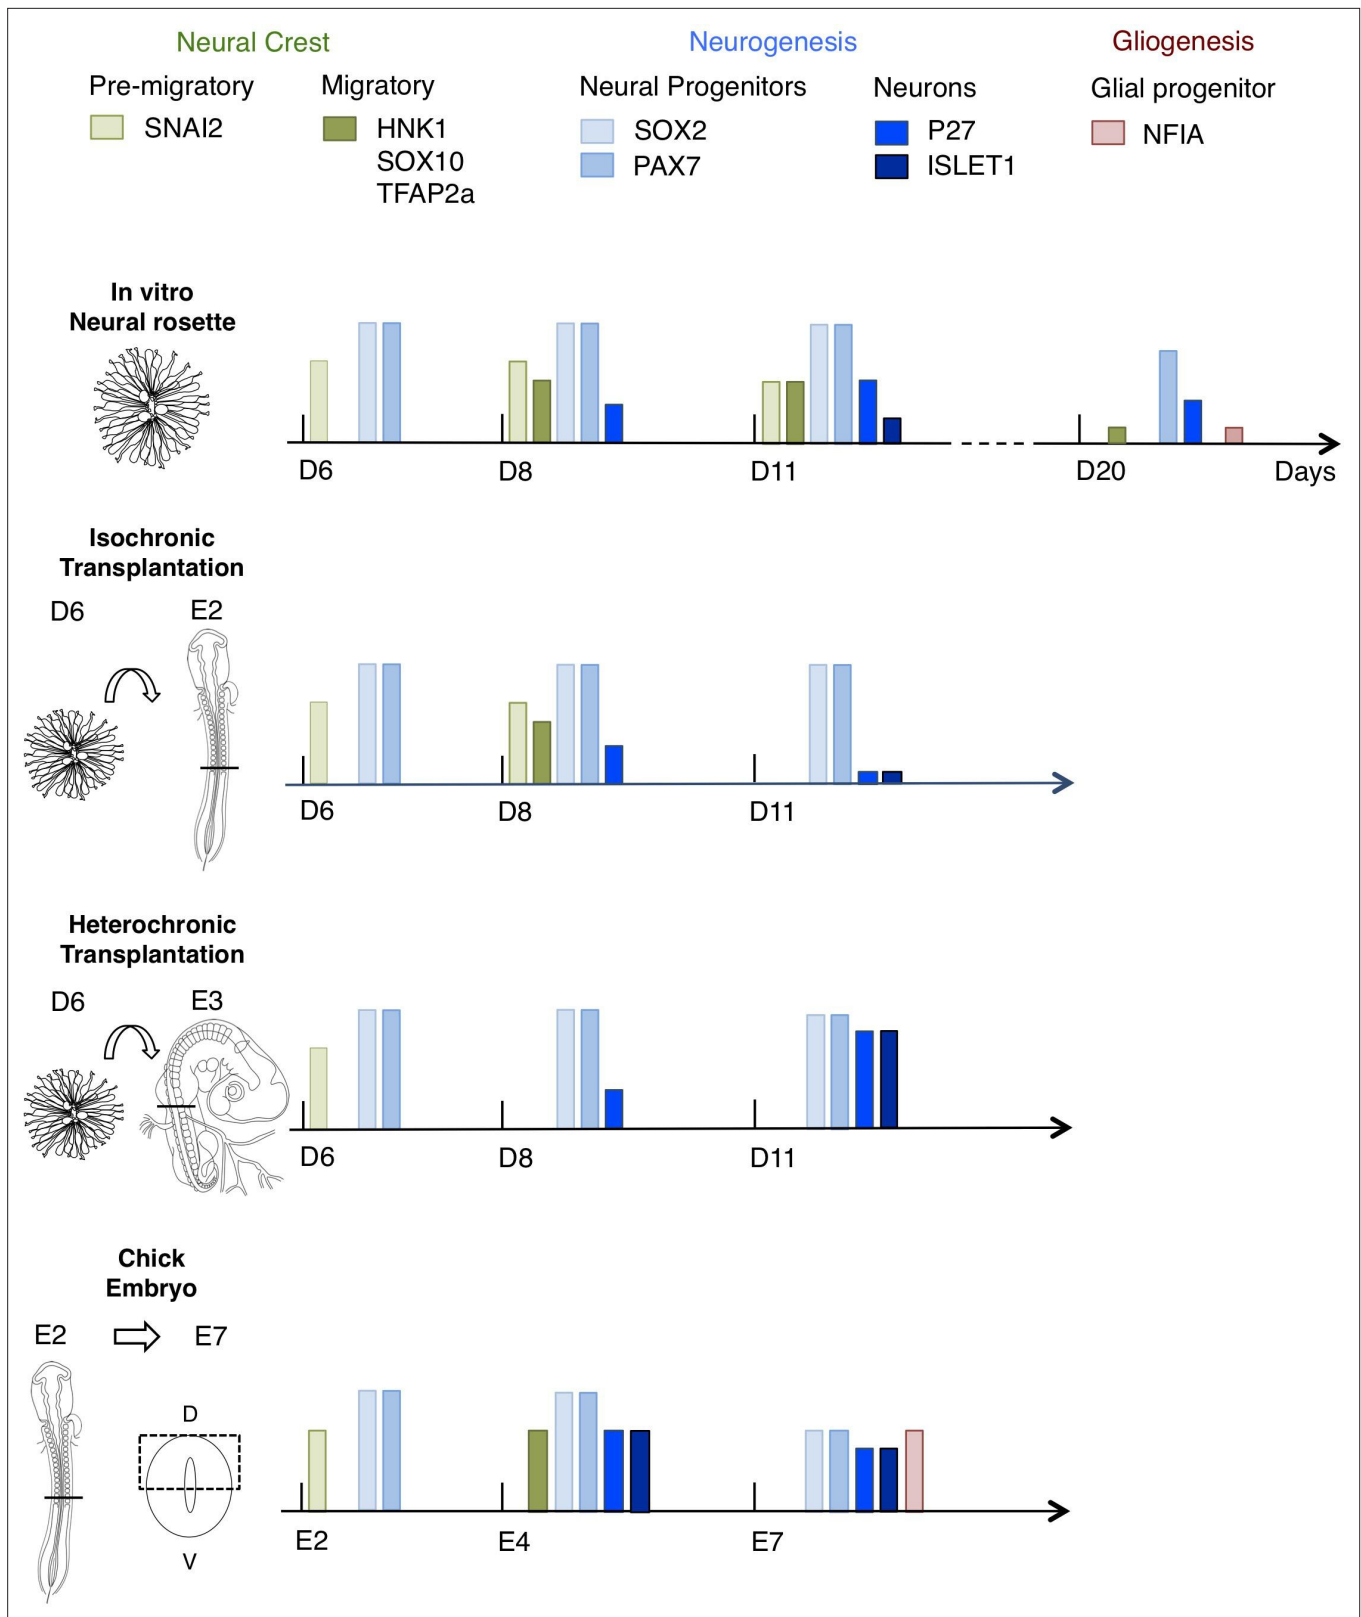 Neural Crest
Neurogenesis
Gliogenesis
Pre-migratory
Migratory
Neural Progenitors
Neurons
Glial progenitor
SNAI2
HNK1
SOX10
TFAP2a
SOX2
PAX7
P27
ISLET1
NFIA
In vitro
Neural rosette
D6
D8
D11
D20
Days
Isochronic
Transplantation
D6
E2
D6
D8
D11
Heterochronic
Transplantation
D6
E3
D6
D8
D11
Chick
Embryo
E2
E7
D
V
E2
E4
E7